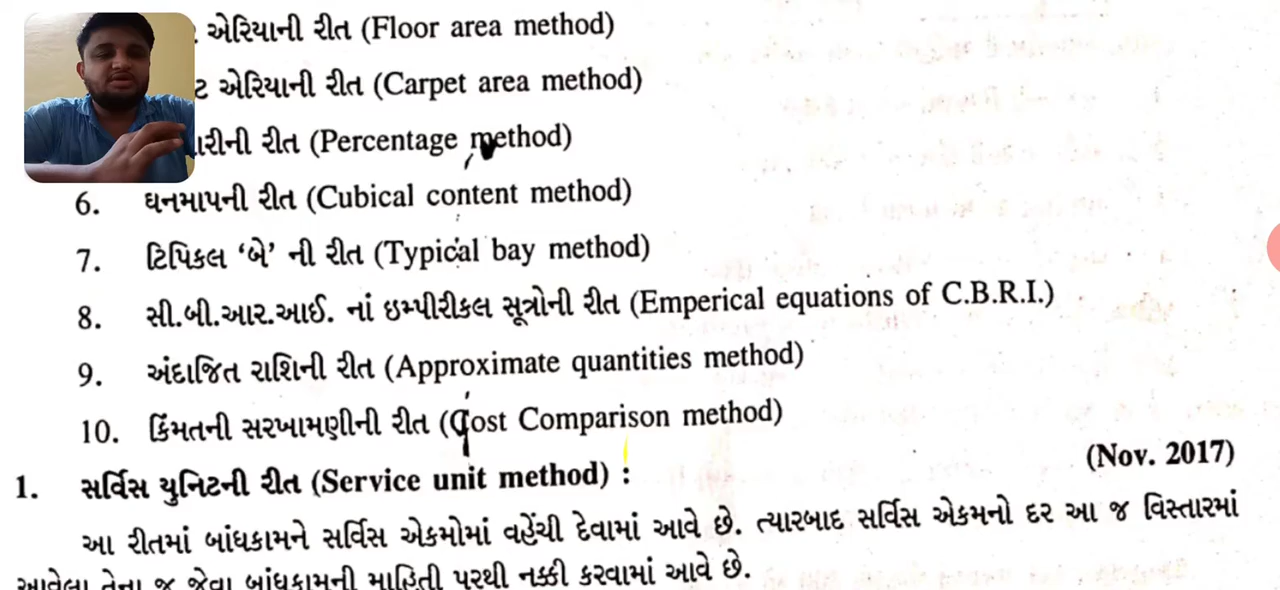 એરિયાની રીત (Floor area method)
એરિયાની રીત (Carpet area method)
રીત (Percentage method)
6. ઘનમાપની રીત (Cubical content method)
7. ટિપિકલ ‘બે’ ની રીત (Typical bay method)
8. સી.બી.આર.આઈ. નાં ઇમ્પીરીકલ સૂત્રોની રીત (Emperical equations of C.B.R.I.)
9. અંદાજિત રાશિની રીત (Approximate quantities method)
10. કિંમતની સરખામણીની રીત (Cost Comparison method)
(Nov. 2017)
1. સર્વિસ યુનિટની રીત (Service unit method) :
આ રીતમાં બાંધકામને સર્વિસ એકમોમાં વહેંચી દેવામાં આવે છે. ત્યારબાદ સર્વિસ એકમનો દર આ જ વિસ્તારમાં
આવેલા તેના જ જેવા બાંધકામની માહિતી પરથી નક્કી કરવામાં આવે છે.